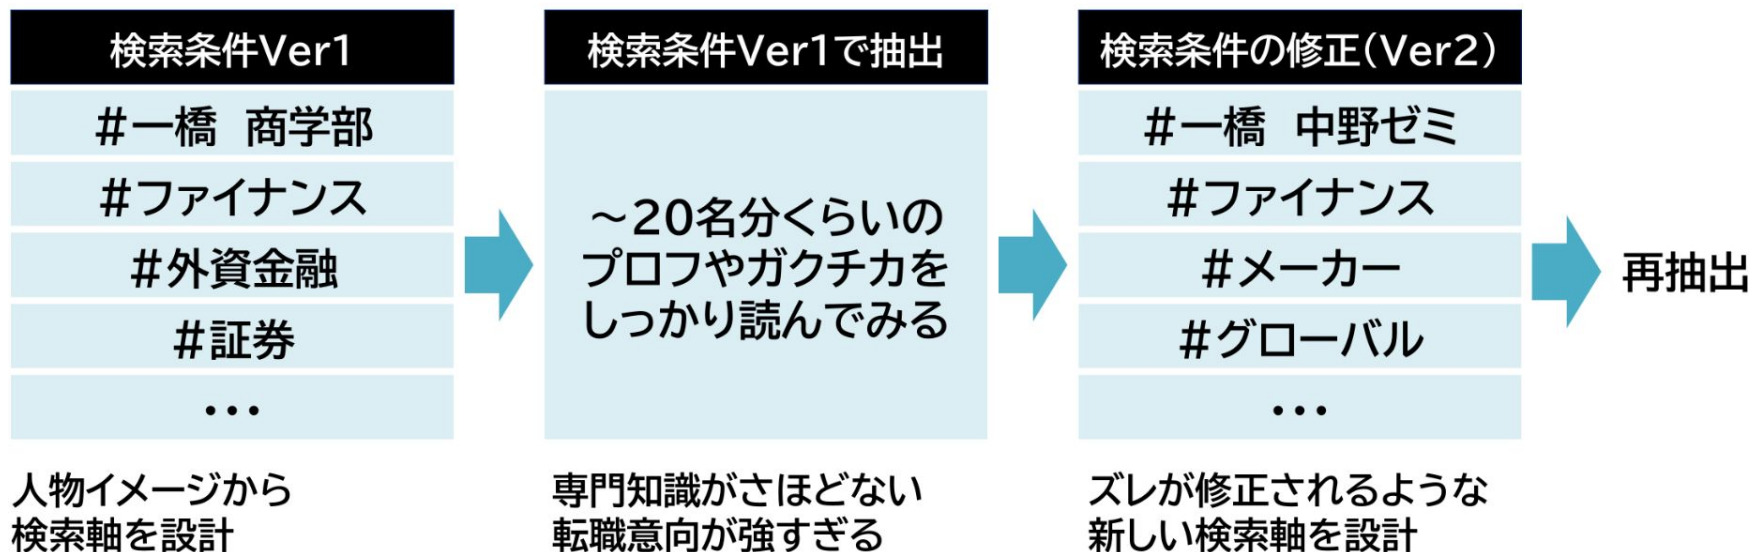 検索条件Ver1
#一橋 商学部
#ファイナンス
#外資金融
#証券
・・・
人物イメージから
検索軸を設計
検索条件Ver1で抽出
～20名分くらいの
プロフやガクチカを
しっかり読んでみる
専門知識がさほどない
転職意向が強すぎる
検索条件の修正(Ver2)
#一橋 中野ゼミ
#ファイナンス
#メーカー
#グローバル
・・・
ズレが修正されるような
新しい検索軸を設計
再抽出